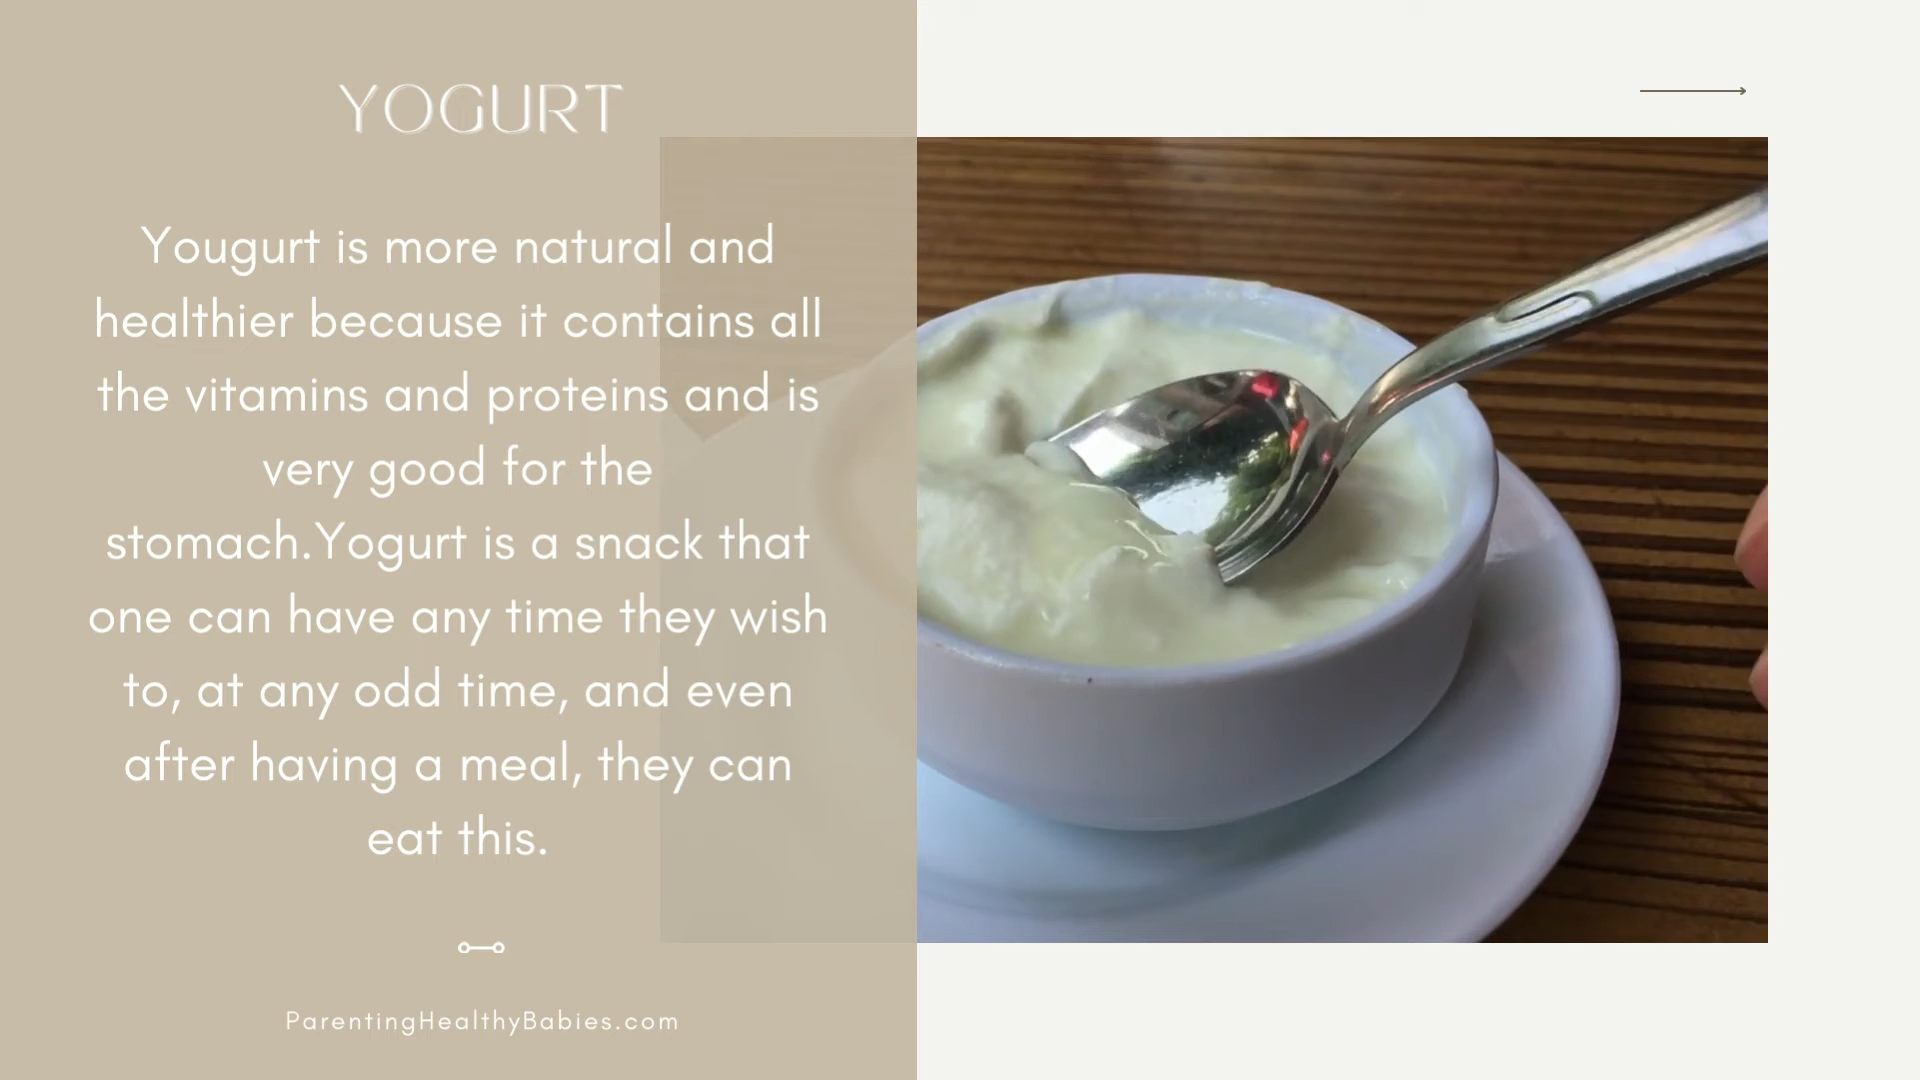 YOGURT
Yougurt is more natural and
healthier because it contains all
the vitamins and proteins and is
very good for the
stomach.Yogurt is a snack that
one can have any time they wish
to, at any odd time, and even
after having a meal, they can
eat this.
ParentingHealthyBabies.com